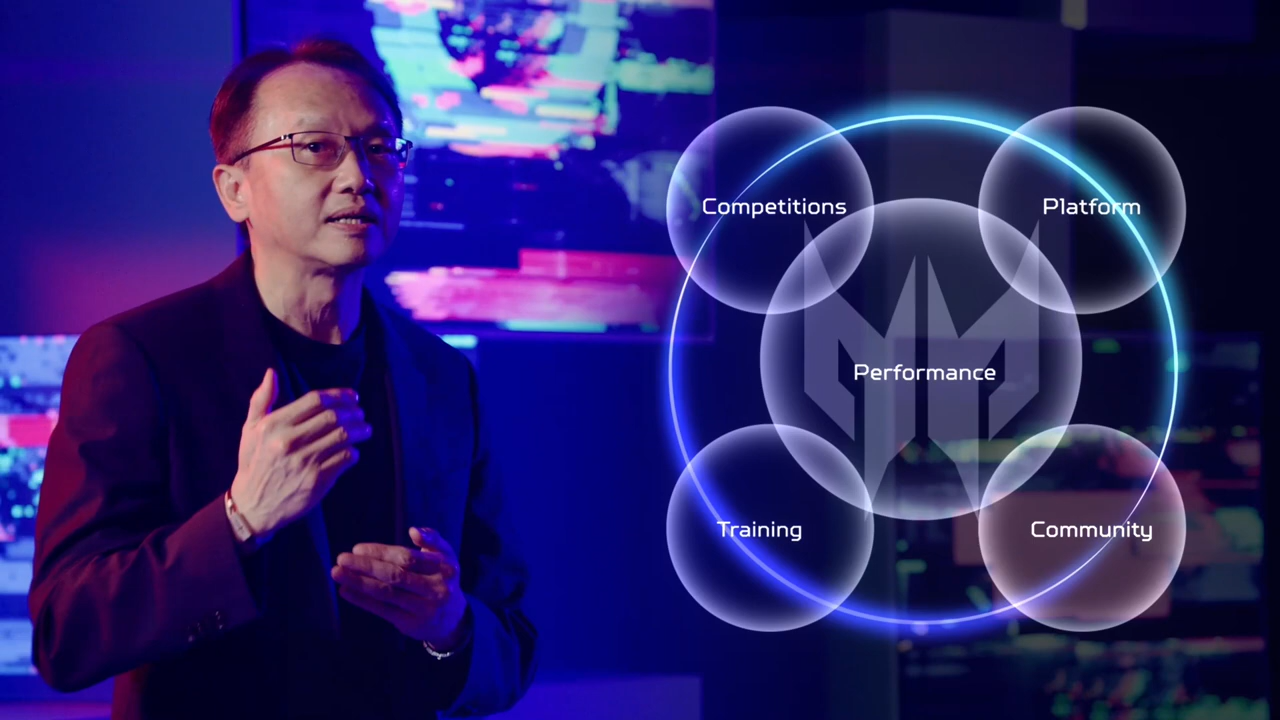 Competitions
Platform
Performance
Training
Community